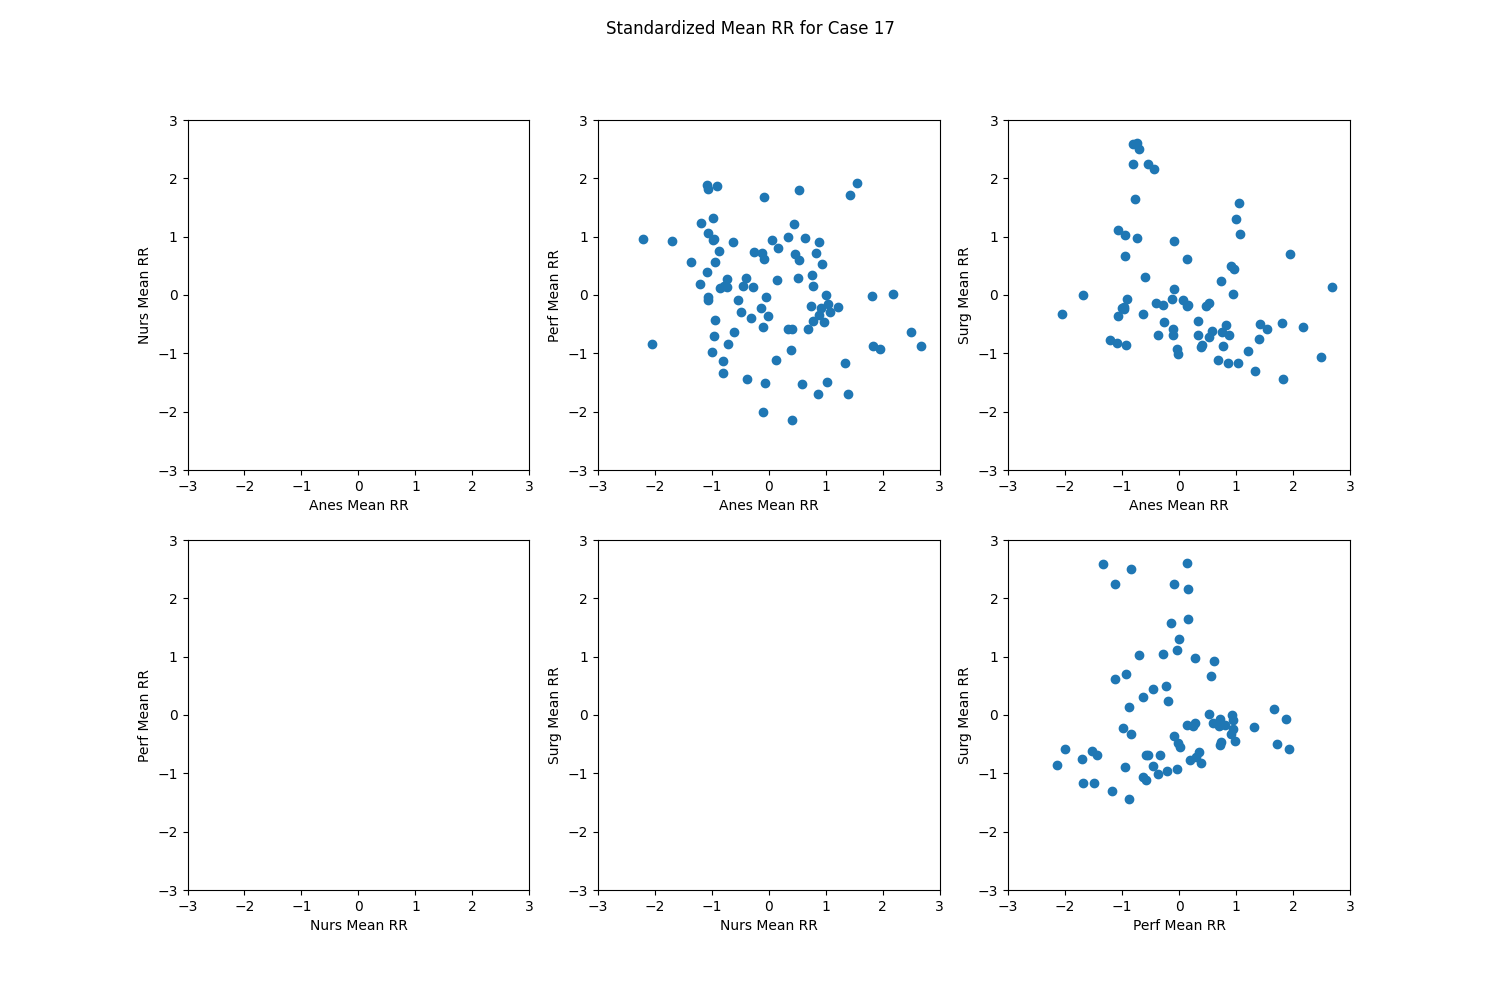 Standardized Mean RR for Case 17
3 3 3
2 2 2
1 1 1
0 0 0
−1 −1 −1
−2 −2 −2
−3 −3 −3
Nurs Mean RR Perf Mean RR Surg Mean RR
−3 −2 −1 0 1 2 3 −3 −2 −1 0 1 2 3 −3 −2 −1 0 1 2 3
Anes Mean RR Anes Mean RR Anes Mean RR
3 3 3
2 2 2
1 1 1
0 0 0
−1 −1 −1
−2 −2 −2
−3 −3 −3
Perf Mean RR Surg Mean RR Surg Mean RR
−3 −2 −1 0 1 2 3 −3 −2 −1 0 1 2 3 −3 −2 −1 0 1 2 3
Nurs Mean RR Nurs Mean RR Perf Mean RR